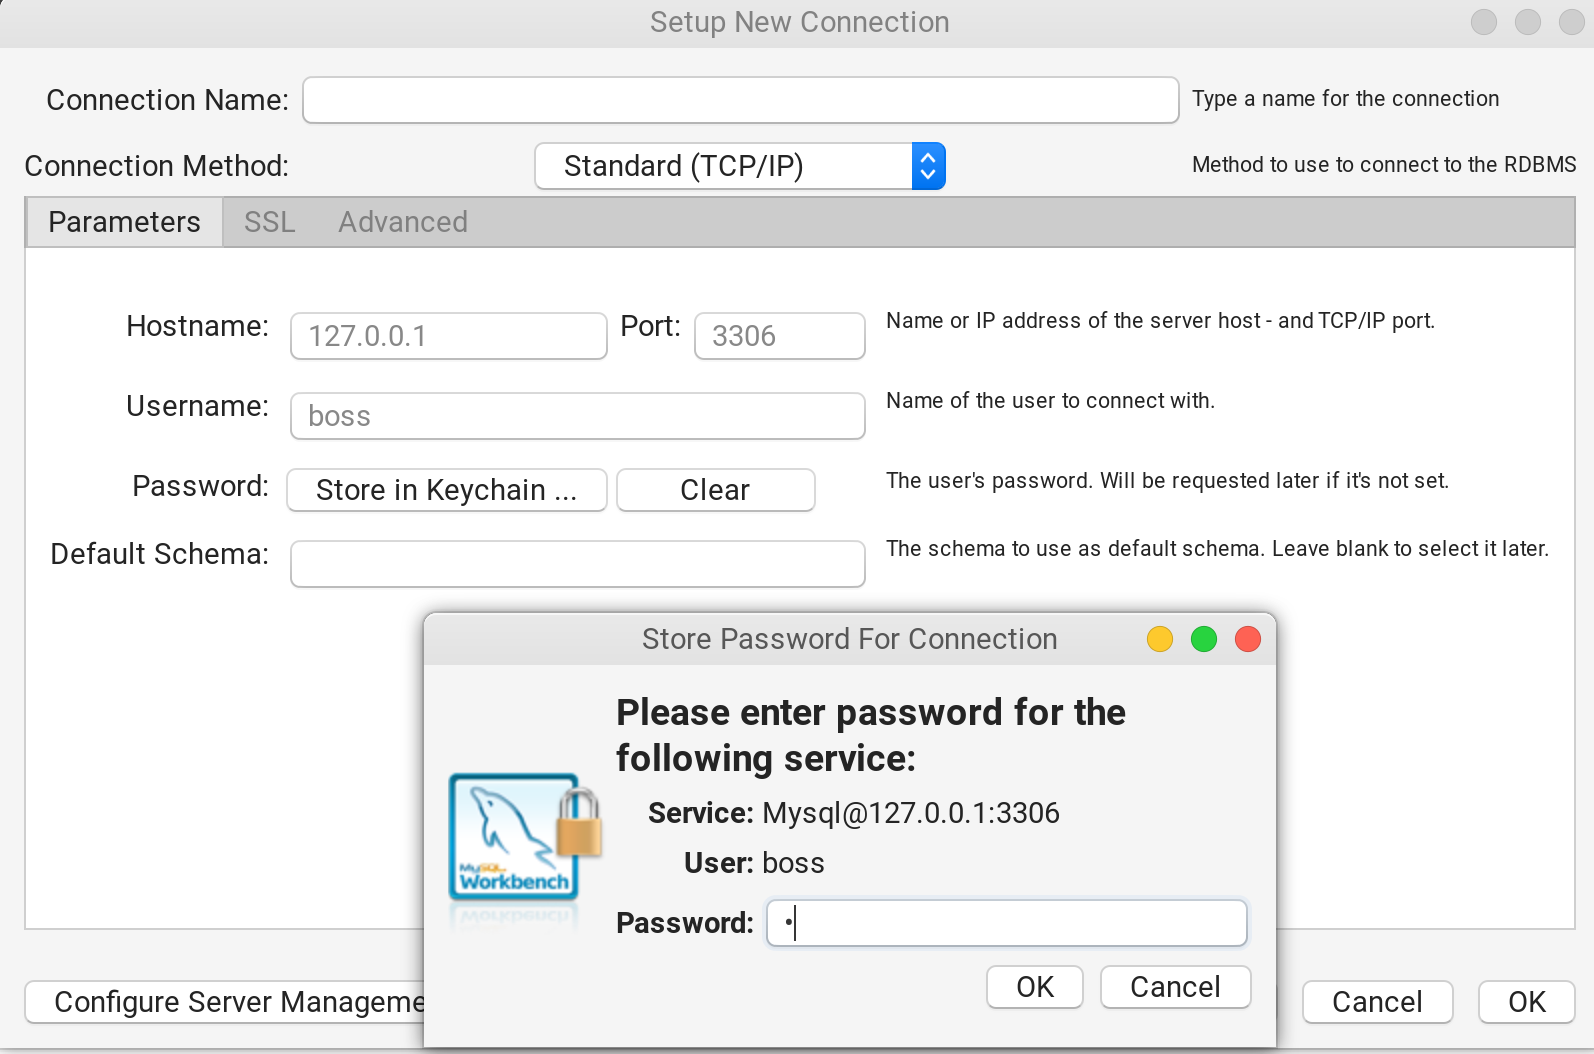 Setup New Connection
Connection Name:
Type a name for the connection
Connection Method:
Standard (TCP/IP)
Method to use to connect to the RDBMS
Parameters
SSL
Advanced
Hostname:
127.0.0.1
Port:
3306
Name or IP address of the server host - and TCP/IP port.
Username:
boss
Name of the user to connect with.
Password:
Store in Keychain ...
Clear
The user's password. Will be requested later if it's not set.
Default Schema:
The schema to use as default schema. Leave blank to select it later.
Store Password For Connection
Please enter password for the
following service:
Service: Mysql@127.0.0.1:3306
User: boss
Password: •
MySQL
Workbench
OK
Cancel
Configure Server Manageme
Cancel
OK